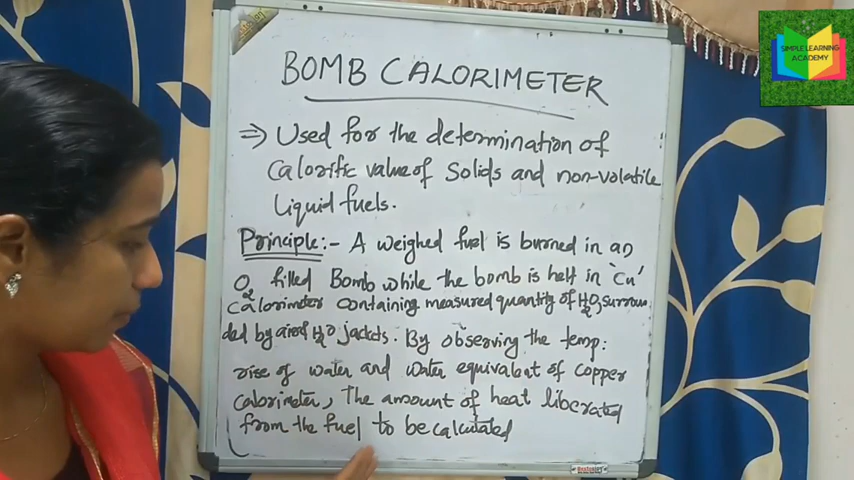 SIMPLE LEARNING
ACADEMY
BOMB CALORIMETER
⇒ Used for the determination of
Calorific value of Solids and non-volatile
Liquid fuels.
Principle:- A weighed fuel is burned in an
O2 filled Bomb while the bomb is helt in 'Cu'
Calorimeter containing measured quantity of H2O, surroun
ded by air & H2O jackets. By observing the temp:
rise of water and water equivalent of copper
Calorimeter, The amount of heat liberated
from the fuel to be calculated